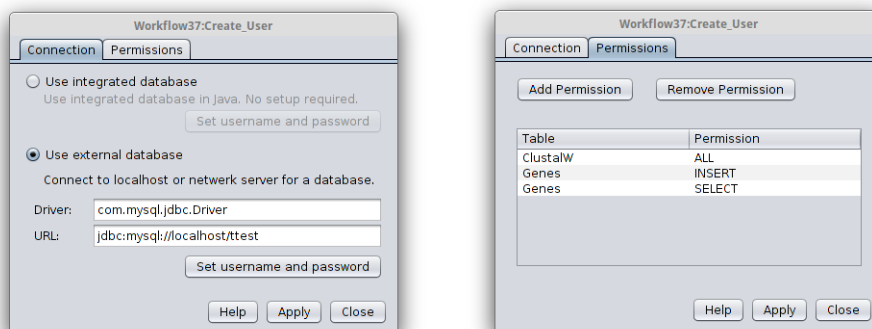 Workflow37:Create_User
Connection Permissions
Use integrated database
Use integrated database in Java. No setup required.
Set username and password
Use external database
Connect to localhost or netwerk server for a database.
Driver: com.mysql.jdbc.Driver
URL: jdbc:mysql://localhost/ttest
Set username and password
Help Apply Close
Workflow37:Create_User
Connection Permissions
Add Permission Remove Permission
Table Permission
ClustalW ALL
Genes INSERT
Genes SELECT
Help Apply Close